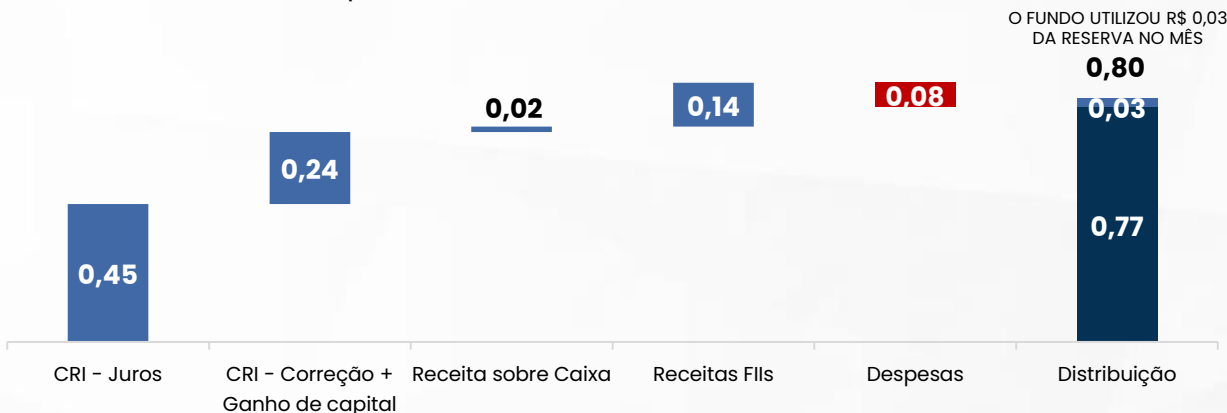 O FUNDO UTILIZOU R$ 0,03
DA RESERVA NO MÊS
0,80
0,03
0,77
0,08
0,14
0,02
0,24
0,45
CRI - Juros
CRI - Correção +
Ganho de capital
Receita sobre Caixa
Receitas FIIs
Despesas
Distribuição